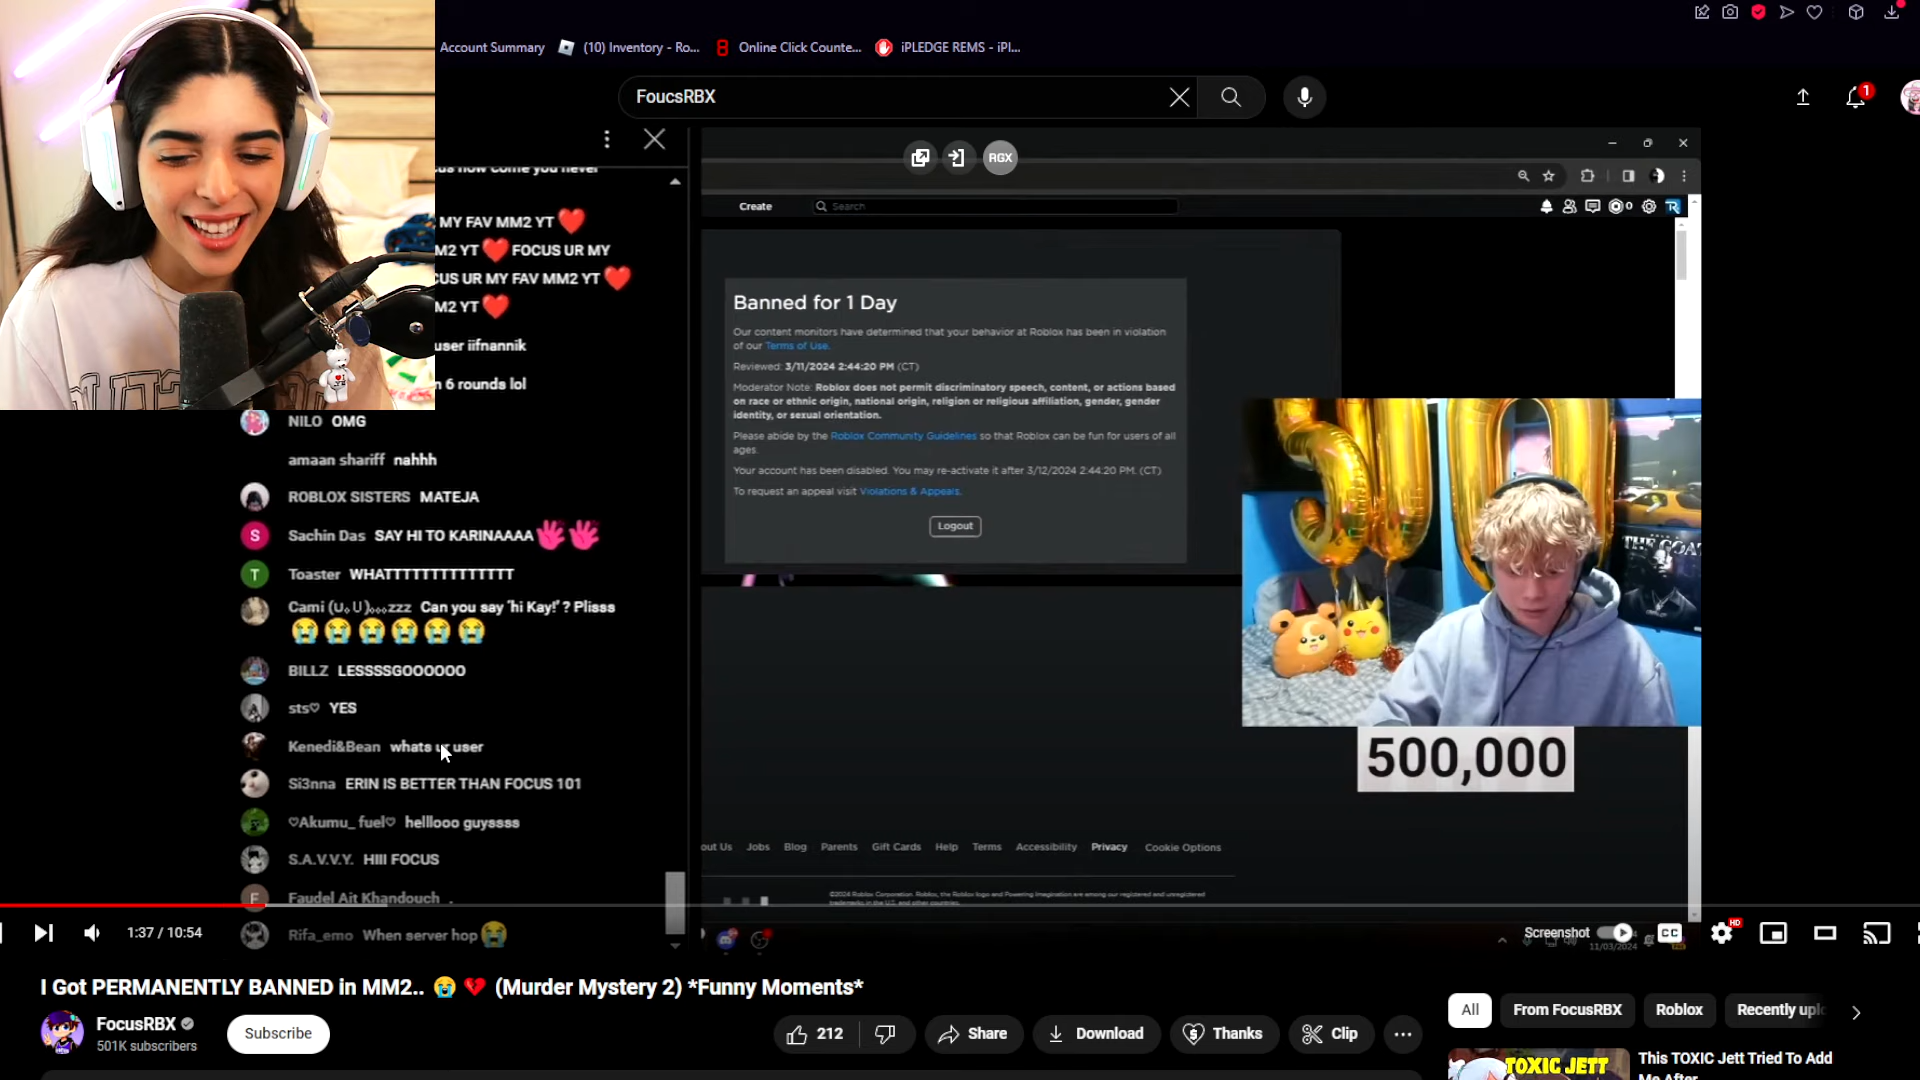 Account Summary
(10) Inventory - Ro...
Online Click Counte...
iPLEDGE REMS - iPl...
FoucsRBX
1
RGX
MY FAV MM2 YT ❤️
M2 YT ❤️ FOCUS UR MY
CUS UR MY FAV MM2 YT ❤️
M2 YT ❤️
user iifnannik
n 6 rounds lol
NILO OMG
amaan shariff nahhh
ROBLOX SISTERS MATEJA
S Sachin Das SAY HI TO KARINAAAA
T Toaster WHATTTTTTTTTTTTTT
Can you say 'hi Kay!' ? Plisss
😭😭😭😭😭😭
BILLZ LESSSSGOOOOOO
sts♡ YES
Kenedi&Bean whats ur user
Si3nna ERIN IS BETTER THAN FOCUS 101
♡Akumu_ fuel♡ helllooo guyssss
S.A.V.V.Y. HIII FOCUS
F Faudel Ait Khandouch .
Rifa_emo When server hop 😭
Create
Search
0
Banned for 1 Day
Our content monitors have determined that your behavior at Roblox has been in violation
of our Terms of Use.
Reviewed: 3/11/2024 2:44:20 PM (CT)
Moderator Note: Roblox does not permit discriminatory speech, content, or actions based
on race or ethnic origin, national origin, religion or religious affiliation, gender, gender
identity, or sexual orientation.
Please abide by the Roblox Community Guidelines so that Roblox can be fun for users of all
ages.
Your account has been disabled. You may re-activate it after 3/12/2024 2:44:20 PM. (CT)
To request an appeal visit Violations & Appeals.
Logout
THE GOAT
500,000
out Us Jobs Blog Parents Gift Cards Help Terms Accessibility Privacy Cookie Options
©2024 Roblox Corporation. Roblox, the Roblox logo and Powering Imagination are among our registered and unregistered
trademarks in the U.S. and other countries.
11/03/2024
1:37 / 10:54
Screenshot
CC
HD
I Got PERMANENTLY BANNED in MM2.. 😭 💔 (Murder Mystery 2) *Funny Moments*
FocusRBX
501K subscribers
Subscribe
212
Share
Download
Thanks
Clip
All
From FocusRBX
Roblox
Recently uplo
TOXIC JETT
This TOXIC Jett Tried To Add
Me After